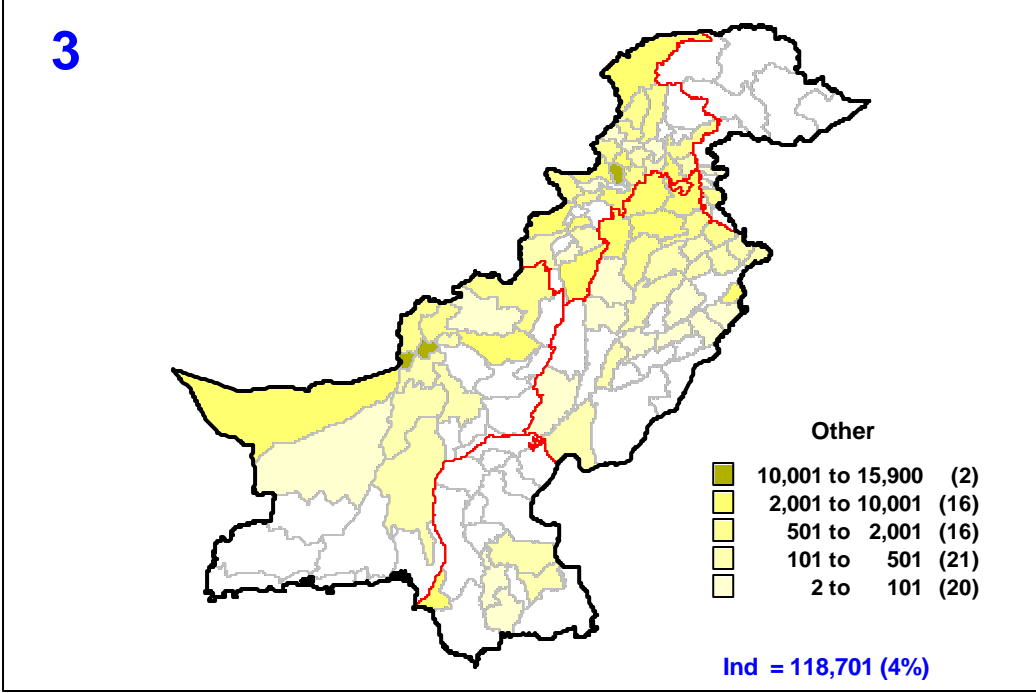 3
Other
10,001 to 15,900 (2)
2,001 to 10,001 (16)
501 to 2,001 (16)
101 to 501 (21)
2 to 101 (20)
Ind = 118,701 (4%)